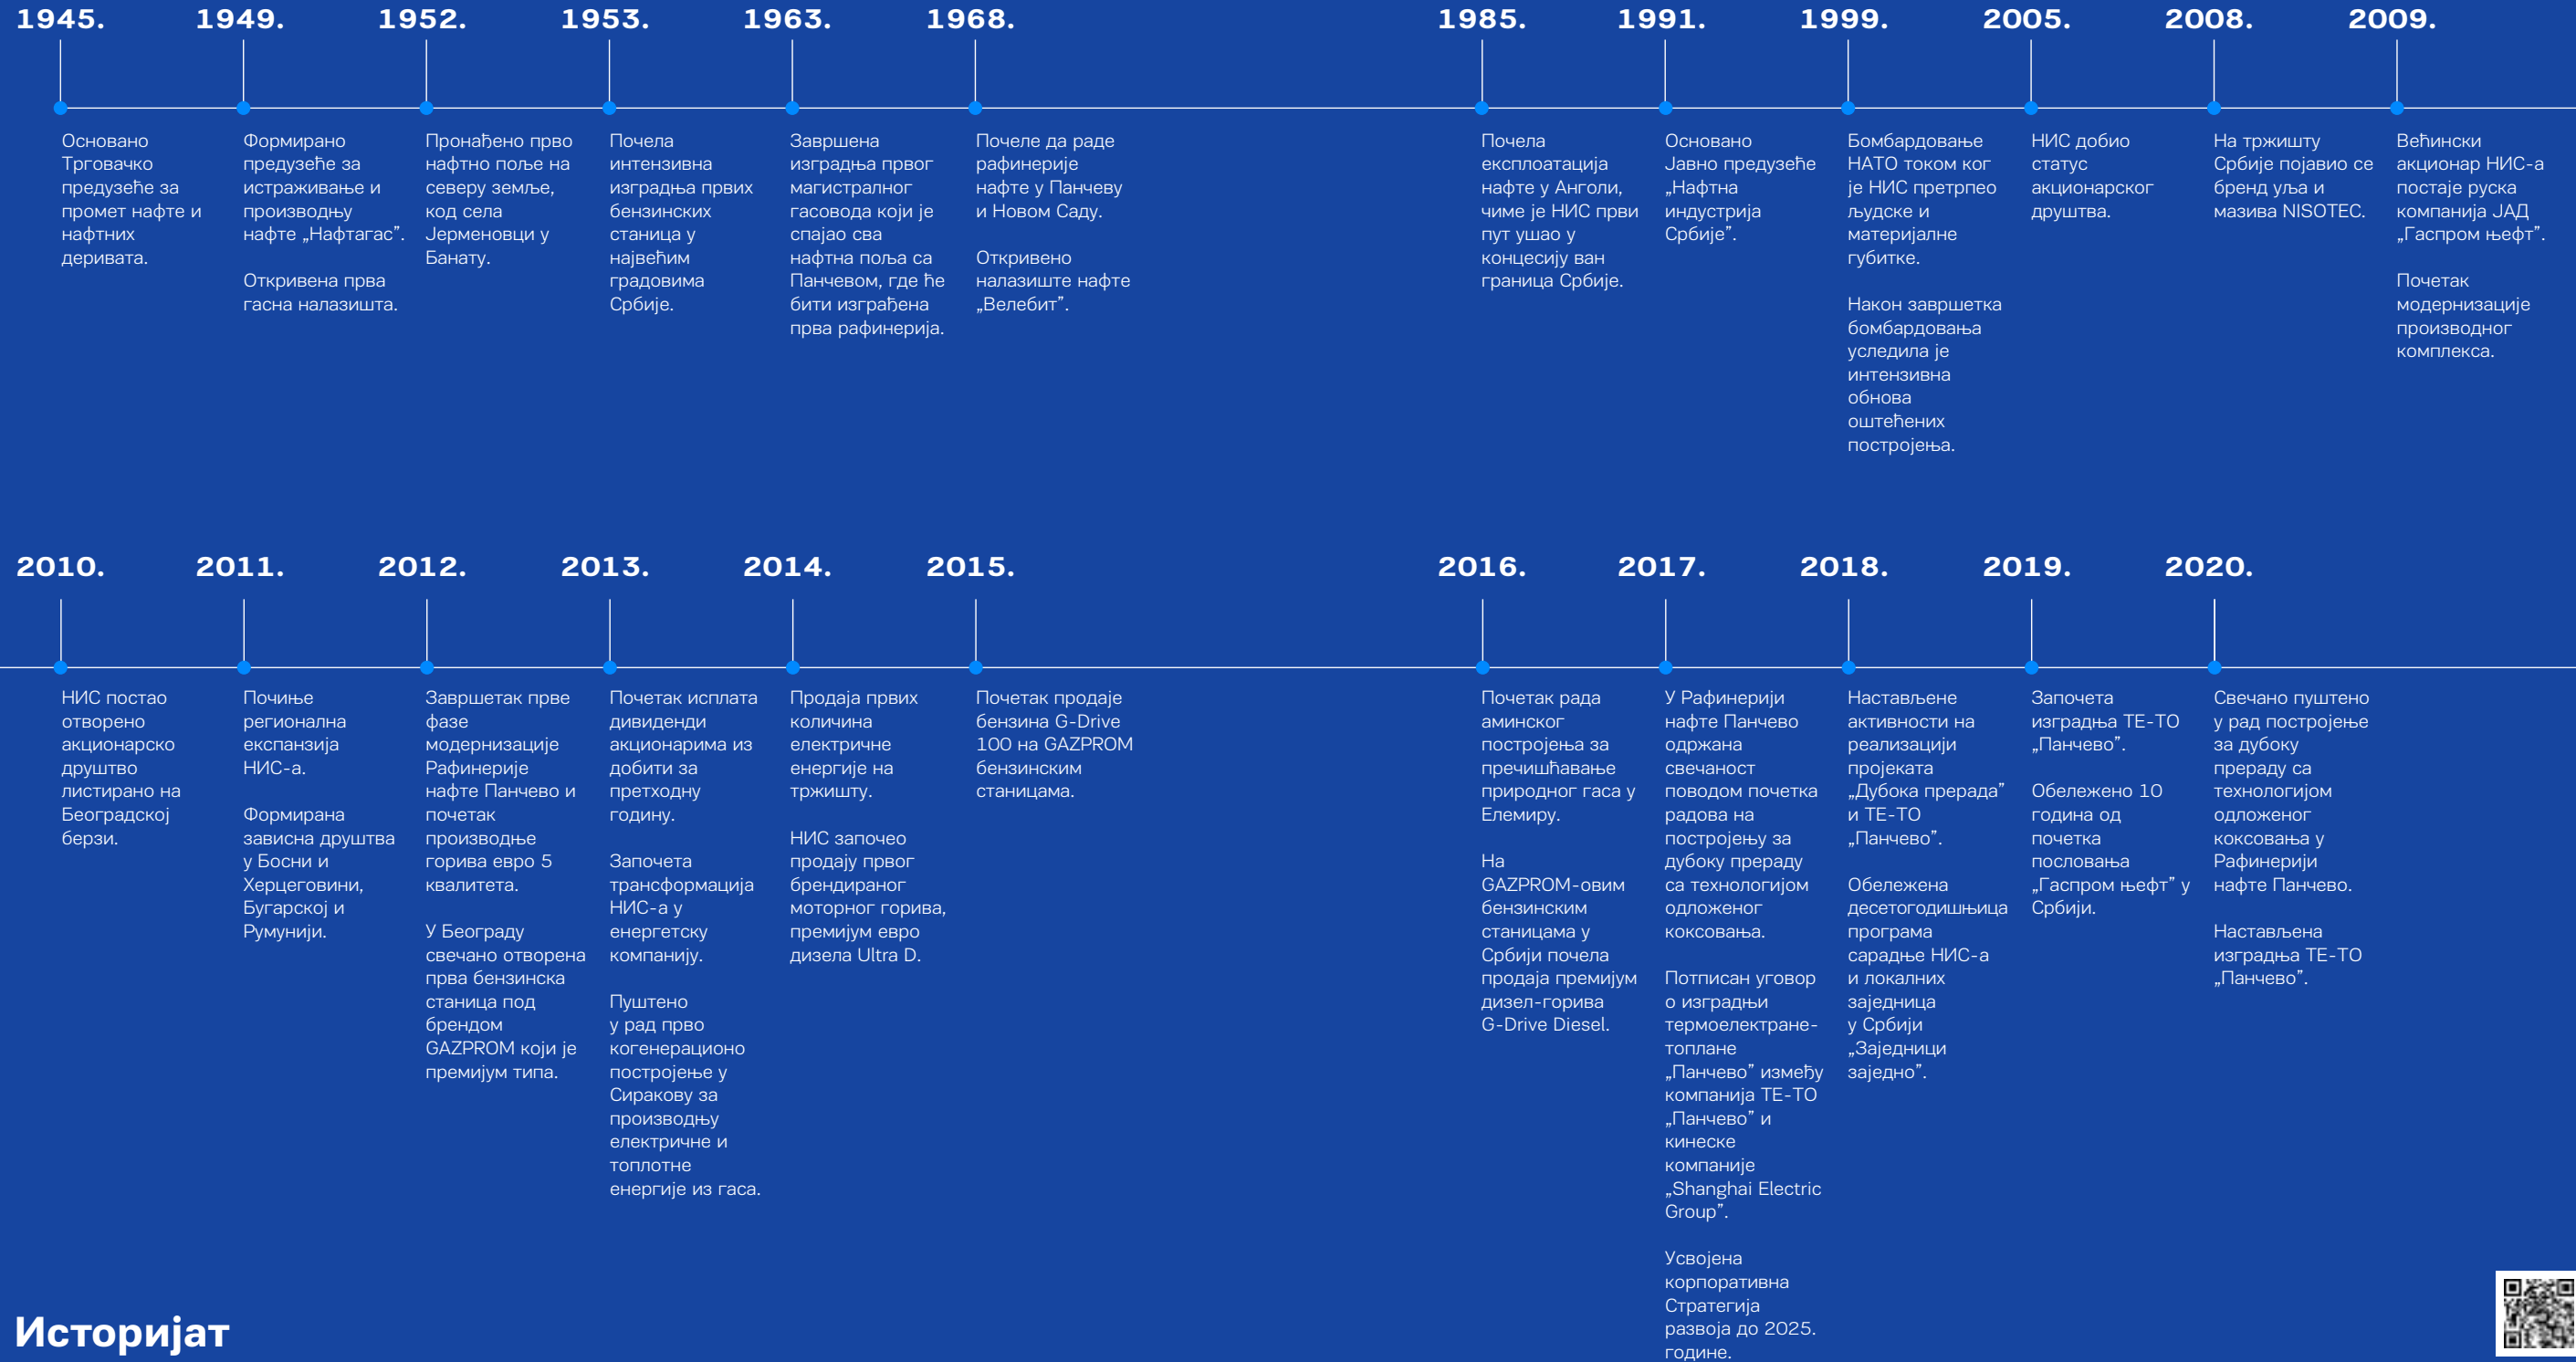 1945.
Основано
Трговачко
предузеће за
промет нафте и
нафтних
деривата.
1949.
Формирано
предузеће за
истраживање и
производњу
нафте „Нафтагас”.
Откривена прва
гасна налазишта.
1952.
Пронађено прво
нафтно поље на
северу земље,
код села
Јерменовци у
Банату.
1953.
Почела
интензивна
изградња првих
бензинских
станица у
највећим
градовима
Србије.
1963.
Завршена
изградња првог
магистралног
гасовода који је
спајао сва
нафтна поља са
Панчевом, где ће
бити изграђена
прва рафинерија.
1968.
Почеле да раде
рафинерије
нафте у Панчеву
и Новом Саду.
Откривено
налазиште нафте
„Велебит”.
1985.
Почела
експлоатација
нафте у Анголи,
чиме је НИС први
пут ушао у
концесију ван
граница Србије.
1991.
Основано
Јавно предузеће
„Нафтна
индустрија
Србије”.
1999.
Бомбардовање
НАТО током ког
је НИС претрпео
људске и
материјалне
губитке.
Након завршетка
бомбардовања
уследила је
интензивна
обнова
оштећених
постројења.
2005.
НИС добио
статус
акционарског
друштва.
2008.
На тржишту
Србије појавио се
бренд уља и
мазива NISOTEC.
2009.
Већински
акционар НИС-а
постаје руска
компанија ЈАД
„Гаспром њефт”.
Почетак
модернизације
производног
комплекса.
2010.
НИС постао
отворено
акционарско
друштво
листирано на
Београдској
берзи.
2011.
Почиње
регионална
експанзија
НИС-а.
Формирана
зависна друштва
у Босни и
Херцеговини,
Бугарској и
Румунији.
2012.
Завршетак прве
фазе
модернизације
Рафинерије
нафте Панчево и
почетак
производње
горива евро 5
квалитета.
У Београду
свечано отворена
прва бензинска
станица под
брендом
GAZPROM који је
премијум типа.
2013.
Почетак исплата
дивиденди
акционарима из
добити за
претходну
годину.
Започета
трансформација
НИС-а у
енергетску
компанију.
Пуштено
у рад прво
когенерационо
постројење у
Сиракову за
производњу
електричне и
топлотне
енергије из гаса.
2014.
Продаја првих
количина
електричне
енергије на
тржишту.
НИС започео
продају првог
брендираног
моторног горива,
премијум евро
дизела Ultra D.
2015.
Почетак продаје
бензина G-Drive
100 на GAZPROM
бензинским
станицама.
2016.
Почетак рада
аминског
постројења за
пречишћавање
природног гаса у
Елемиру.
На
GAZPROM-овим
бензинским
станицама у
Србији почела
продаја премијум
дизел-горива
G-Drive Diesel.
2017.
У Рафинерији
нафте Панчево
одржана
свечаност
поводом почетка
радова на
постројењу за
дубоку прераду
са технологијом
одложеног
коксовања.
Потписан уговор
о изградњи
термоелектране-
топлане
„Панчево” између
компанија ТЕ-ТО
„Панчево” и
кинеске
компаније
„Shanghai Electric
Group”.
Усвојена
корпоративна
Стратегија
развоја до 2025.
године.
2018.
Настављене
активности на
реализацији
пројеката
„Дубока прерада”
и ТЕ-ТО
„Панчево”.
Обележена
десетогодишњица
програма
сарадње НИС-а
и локалних
заједница
у Србији
„Заједници
заједно”.
2019.
Започета
изградња ТЕ-ТО
„Панчево”.
Обележено 10
година од
почетка
пословања
„Гаспром њефт” у
Србији.
2020.
Свечано пуштено
у рад постројење
за дубоку
прераду са
технологијом
одложеног
коксовања у
Рафинерији
нафте Панчево.
Настављена
изградња ТЕ-ТО
„Панчево”.
Историјат